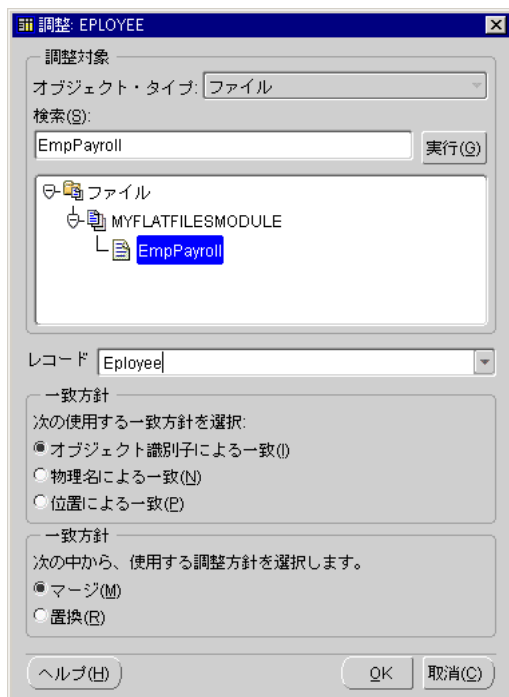 調整: EPLOYEE
調整対象
オブジェクト・タイプ: ファイル
検索(S):
EmpPayroll
実行(G)
ファイル
MYFLATFILESMODULE
EmpPayroll
レコード Eployee
一致方針
次の使用する一致方針を選択:
オブジェクト識別子による一致(I)
物理名による一致(N)
位置による一致(P)
一致方針
次の中から、使用する調整方針を選択します。
マージ(M)
置換(R)
ヘルプ(H) OK 取消(C)